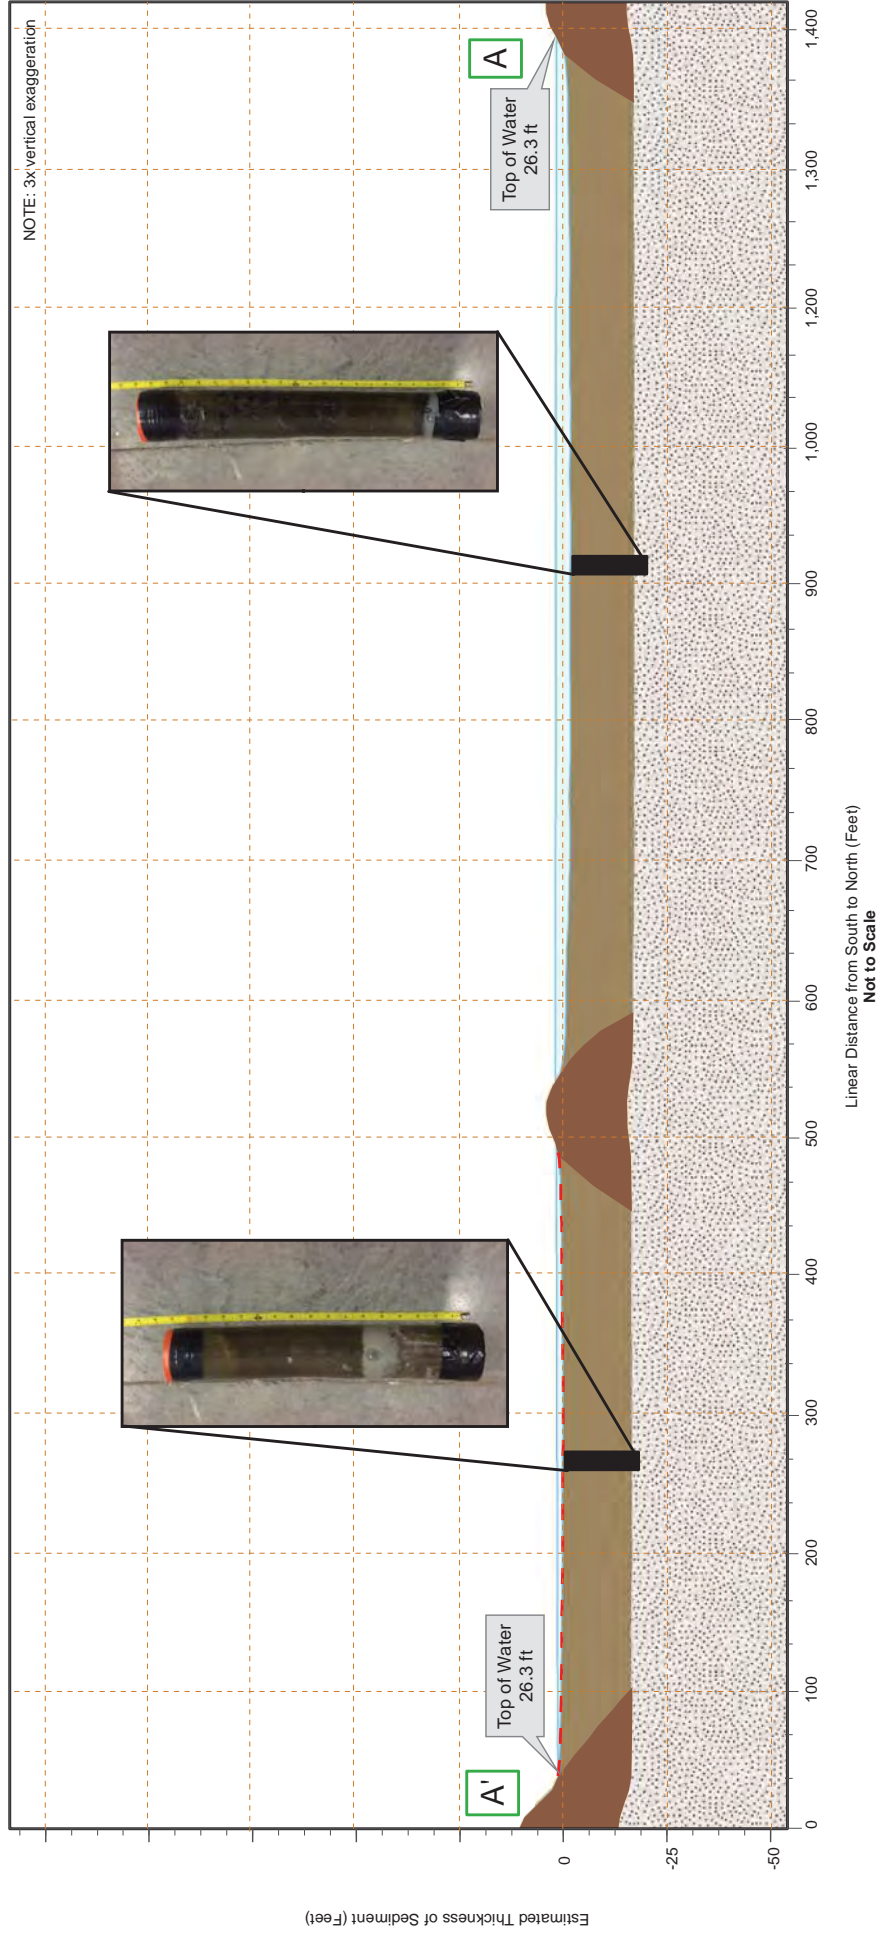 NOTE: 3x vertical exaggeration
A'
A
Top of Water
26.3 ft
Top of Water
26.3 ft
Estimated Thickness of Sediment (Feet)
0
-25
-50
0 100 200 300 400 500 600 700 800 900 1,000 1,200 1,300 1,400
Linear Distance from South to North (Feet)
Not to Scale